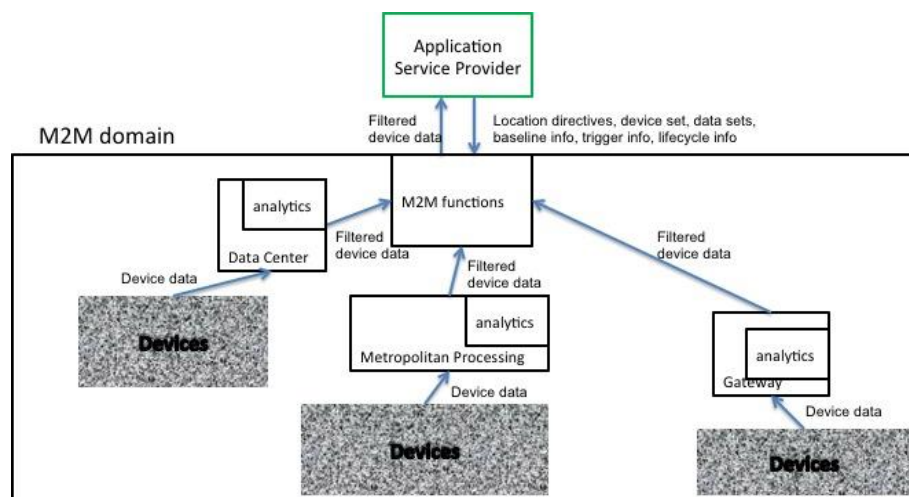 Application
Service Provider
Filtered
device data
Location directives, device set, data sets,
baseline info, trigger info, lifecycle info
M2M domain
analytics
Data Center
M2M functions
Filtered
device data
Filtered
device data
Filtered
device data
Device data
Devices
analytics
Metropolitan Processing
analytics
Gateway
Device data
Devices
Device data
Devices